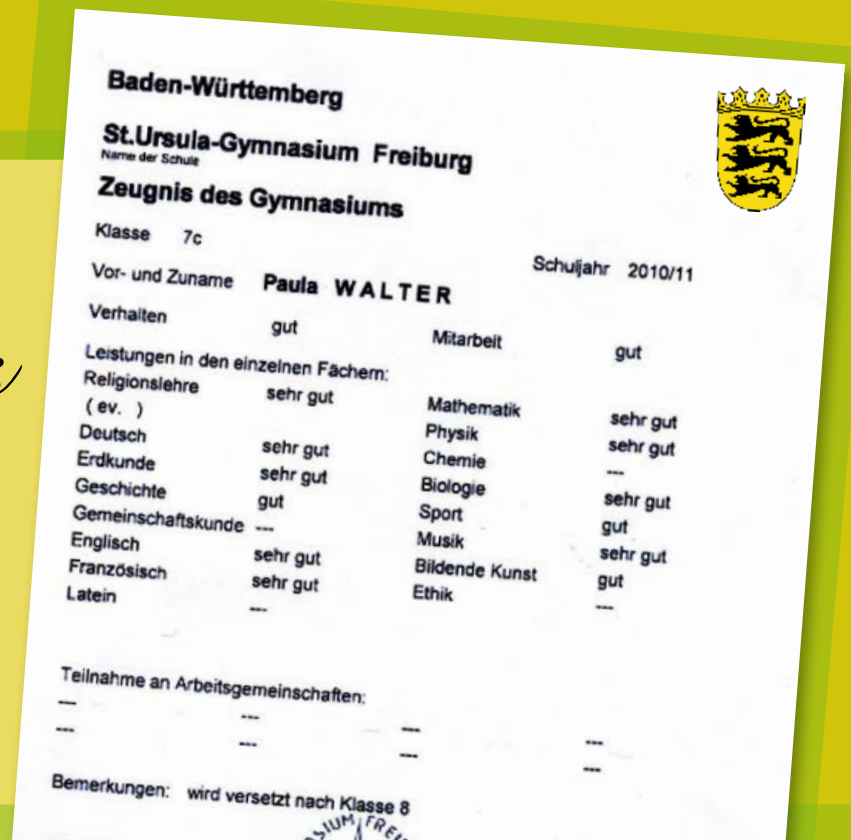 Baden-Württemberg
St.Ursula-Gymnasium Freiburg
Name der Schule
Zeugnis des Gymnasiums
Klasse 7c
Schuljahr 2010/11
Vor- und Zuname Paula WALTER
Verhalten gut Mitarbeit gut
Leistungen in den einzelnen Fächern:
Religionslehre sehr gut Mathematik sehr gut
( ev. ) Physik sehr gut
Deutsch sehr gut Chemie ---
Erdkunde sehr gut Biologie sehr gut
Geschichte gut Sport gut
Gemeinschaftskunde --- Musik sehr gut
Englisch sehr gut Bildende Kunst gut
Französisch sehr gut Ethik ---
Latein ---
Teilnahme an Arbeitsgemeinschaften:
--- --- --- ---
--- --- --- ---
Bemerkungen: wird versetzt nach Klasse 8